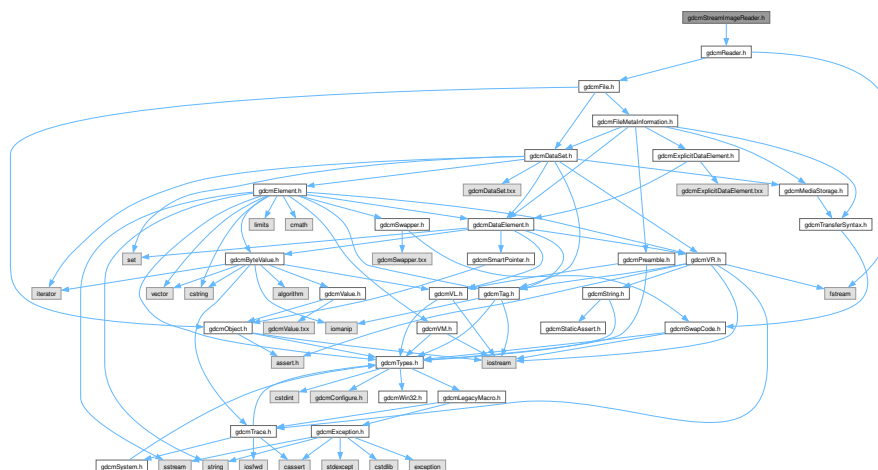 gdcmStreamImageReader.h
gdcmReader.h
gdcmFile.h
gdcmFileMetaInformation.h
gdcmDataSet.h
gdcmExplicitDataElement.h
gdcmElement.h
gdcmDataSet.txx
gdcmExplicitDataElement.txx
gdcmMediaStorage.h
limits
cmath
gdcmSwapper.h
gdcmDataElement.h
gdcmTransferSyntax.h
set
gdcmByteValue.h
gdcmSwapper.txx
gdcmSmartPointer.h
gdcmPreamble.h
gdcmVR.h
iterator
vector
cstring
algorithm
gdcmValue.h
gdcmVL.h
gdcmTag.h
gdcmString.h
fstream
gdcmObject.h
gdcmValue.txx
iomanip
gdcmVM.h
gdcmStaticAssert.h
gdcmSwapCode.h
assert.h
gdcmTypes.h
iostream
cstdint
gdcmConfigure.h
gdcmWin32.h
gdcmLegacyMacro.h
gdcmTrace.h
gdcmException.h
gdcmSystem.h
sstream
string
iosfwd
cassert
stdexcept
cstdlib
exception